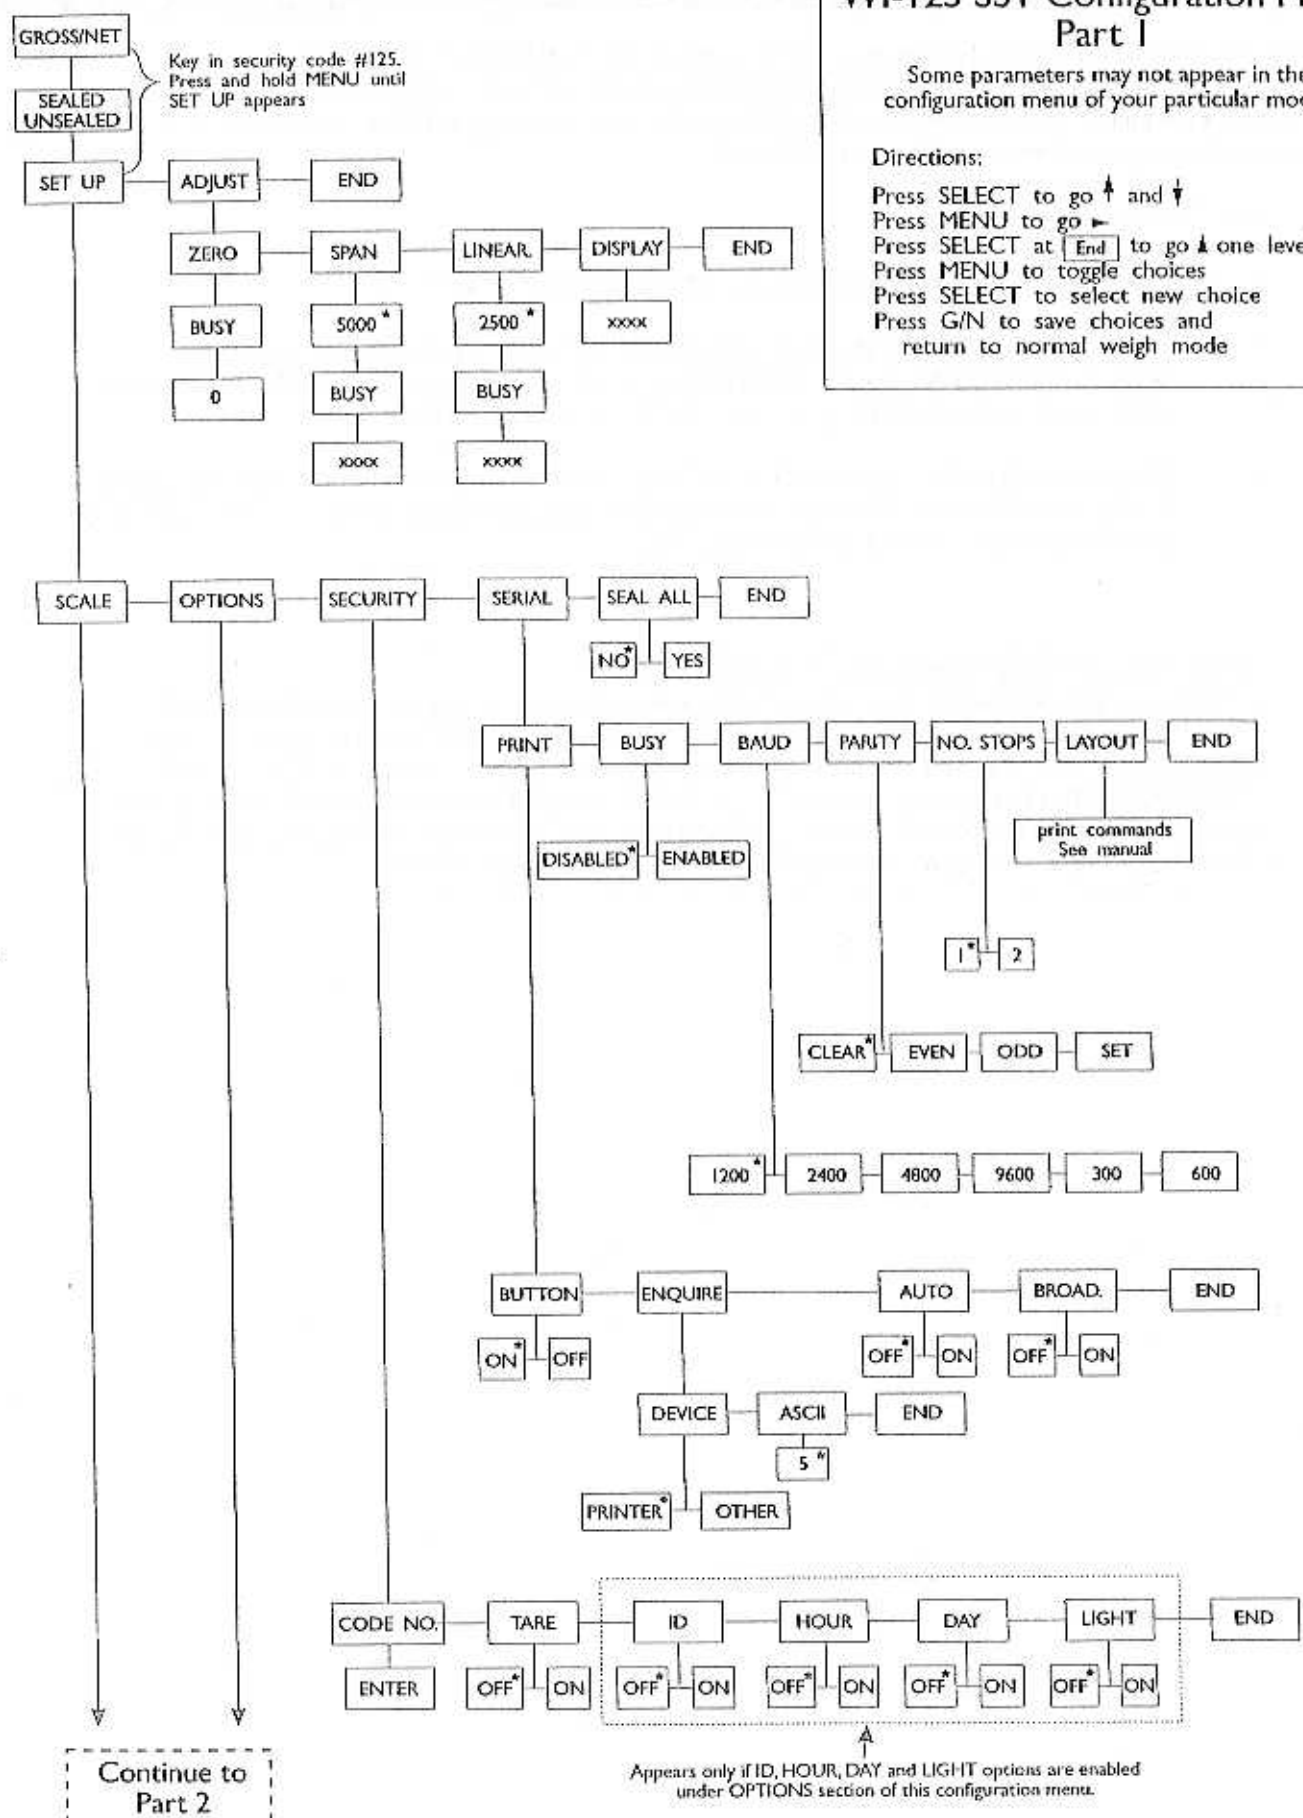 WI-125 SST Configuration
Part 1
Some parameters may not appear in the
configuration menu of your particular
Directions:
Press SELECT to go and
Press MENU to go ►
Press SELECT at End to go one
Press MENU to toggle choices
Press SELECT to select new choice
Press G/N to save choices and
return to normal weigh mode
GROSS/NET
Key in security code #125.
Press and hold MENU until
SET UP appears
SEALED
UNSEALED
SET UP ADJUST END
ZERO SPAN LINEAR. DISPLAY END
BUSY 5000* 2500* xxxx
0 BUSY BUSY
xxxx xxxx
SCALE OPTIONS SECURITY SERIAL SEAL ALL END
NO* YES
PRINT BUSY BAUD PARITY NO. STOPS LAYOUT END
print commands
See manual
DISABLED* ENABLED
1* 2
CLEAR* EVEN ODD SET
1200* 2400 4800 9600 300 600
BUTTON ENQUIRE AUTO BROAD. END
ON* OFF OFF* ON OFF* ON
DEVICE ASCII END
5*
PRINTER* OTHER
CODE NO. TARE ID HOUR DAY LIGHT END
ENTER OFF* ON OFF* ON OFF* ON OFF* ON OFF* ON
Appears only if ID, HOUR, DAY and LIGHT options are enabled
under OPTIONS section of this configuration menu.
Continue to
Part 2